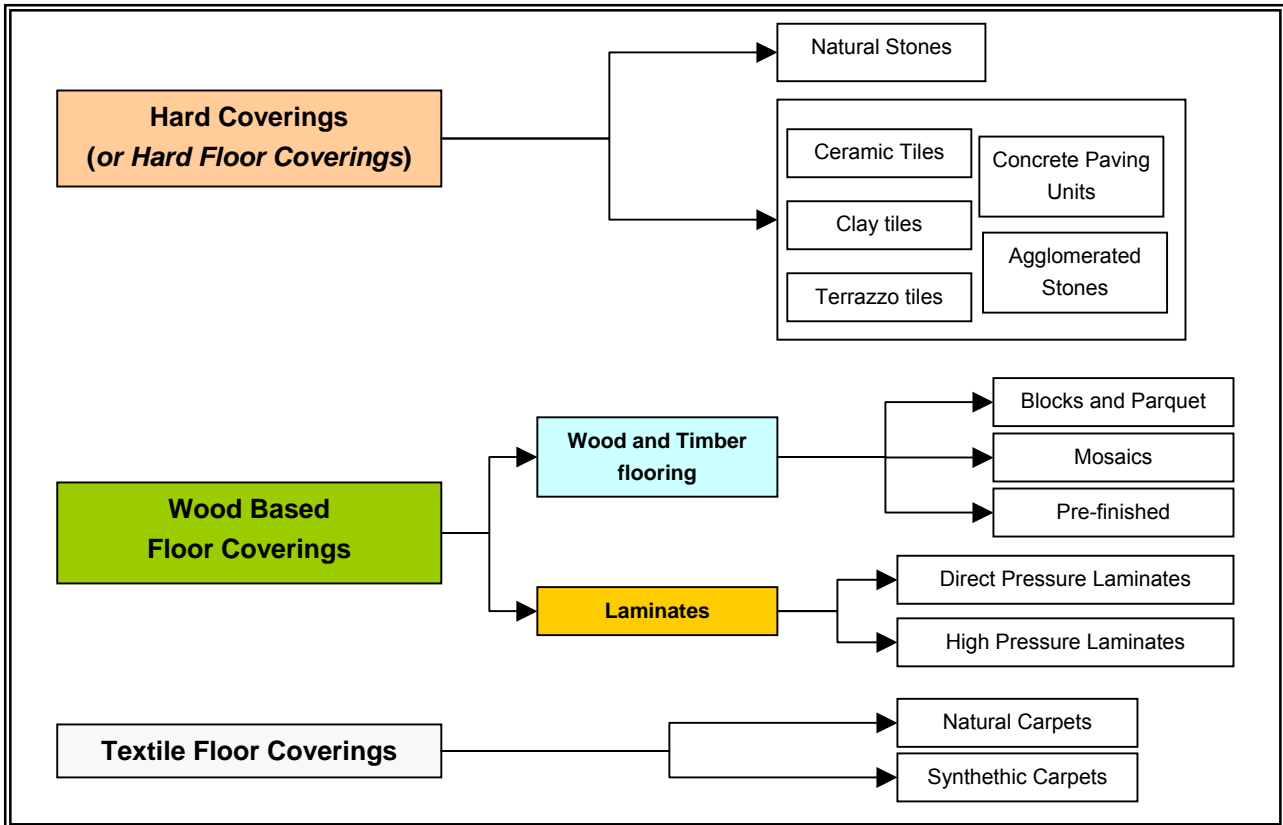 Natural Stones
Hard Coverings
(or Hard Floor Coverings)
Ceramic Tiles
Concrete Paving
Units
Clay tiles
Agglomerated
Stones
Terrazzo tiles
Wood Based
Floor Coverings
Wood and Timber
flooring
Blocks and Parquet
Mosaics
Pre-finished
Laminates
Direct Pressure Laminates
High Pressure Laminates
Textile Floor Coverings
Natural Carpets
Synthethic Carpets